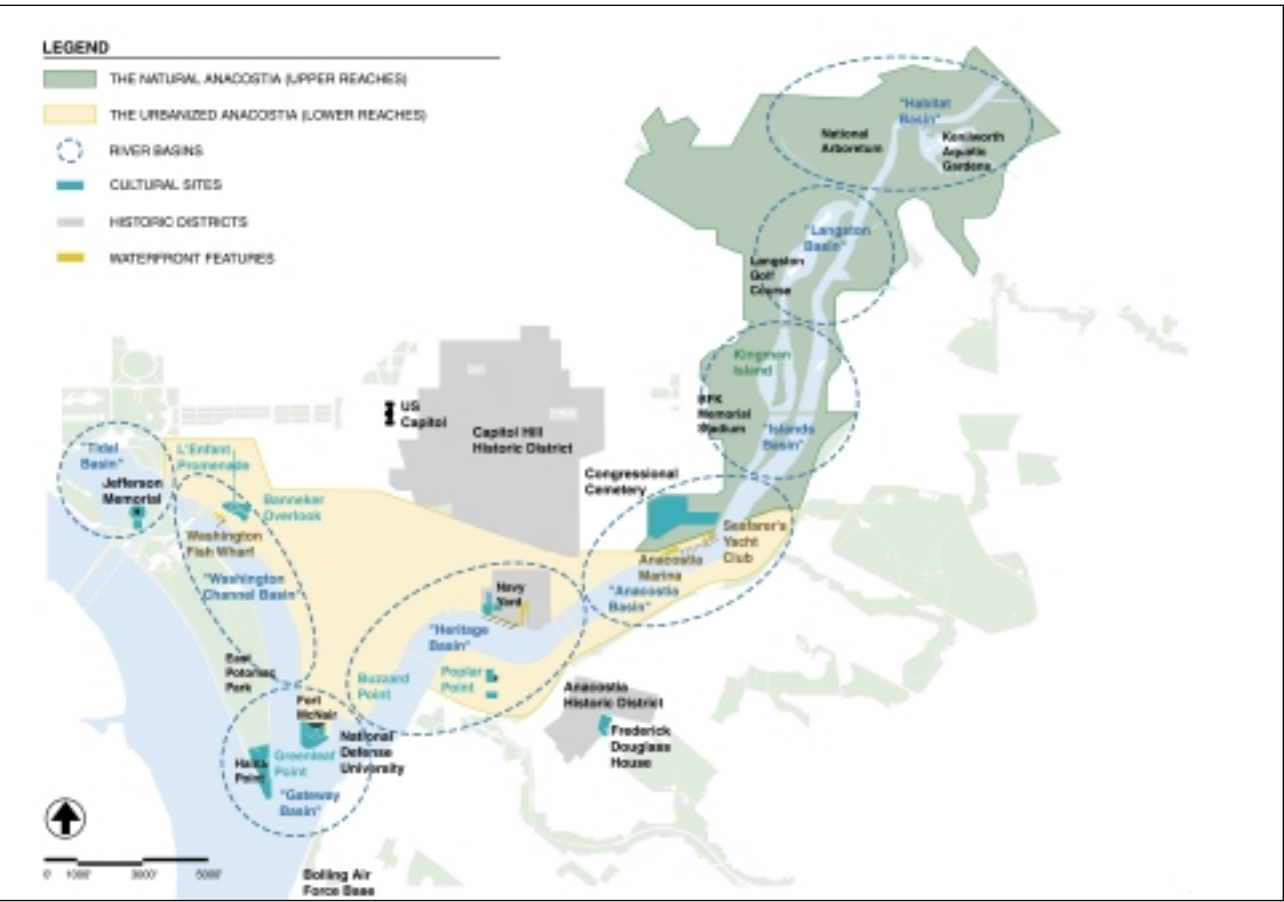 LEGEND
THE NATURAL ANACOSTIA (UPPER REACHES)
THE URBANIZED ANACOSTIA (LOWER REACHES)
RIVER BASINS
CULTURAL SITES
HISTORIC DISTRICTS
WATERFRONT FEATURES
"Habitat
Basin"
National
Arboretum
Kenilworth
Aquatic
Gardens
"Langston
Basin"
Langston
Golf
Course
Kingman
Island
RFK
Memorial
Stadium
"Islands
Basin"
US
Capitol
Capitol Hill
Historic District
Congressional
Cemetery
"Tidal
Basin"
L'Enfant
Promenade
Jefferson
Memorial
Banneker
Overlook
Washington
Fish Wharf
"Washington
Channel Basin"
Seafarer's
Yacht
Club
Anacostia
Marina
"Anacostia
Basin"
Navy
Yard
"Heritage
Basin"
East
Potomac
Park
Buzzard
Point
Poplar
Point
Anacostia
Historic District
Frederick
Douglass
House
Fort
McNair
National
Defense
University
Hains
Point
Greenleaf
Point
"Gateway
Basin"
0 1000' 3000' 5000'
Bolling Air
Force Base